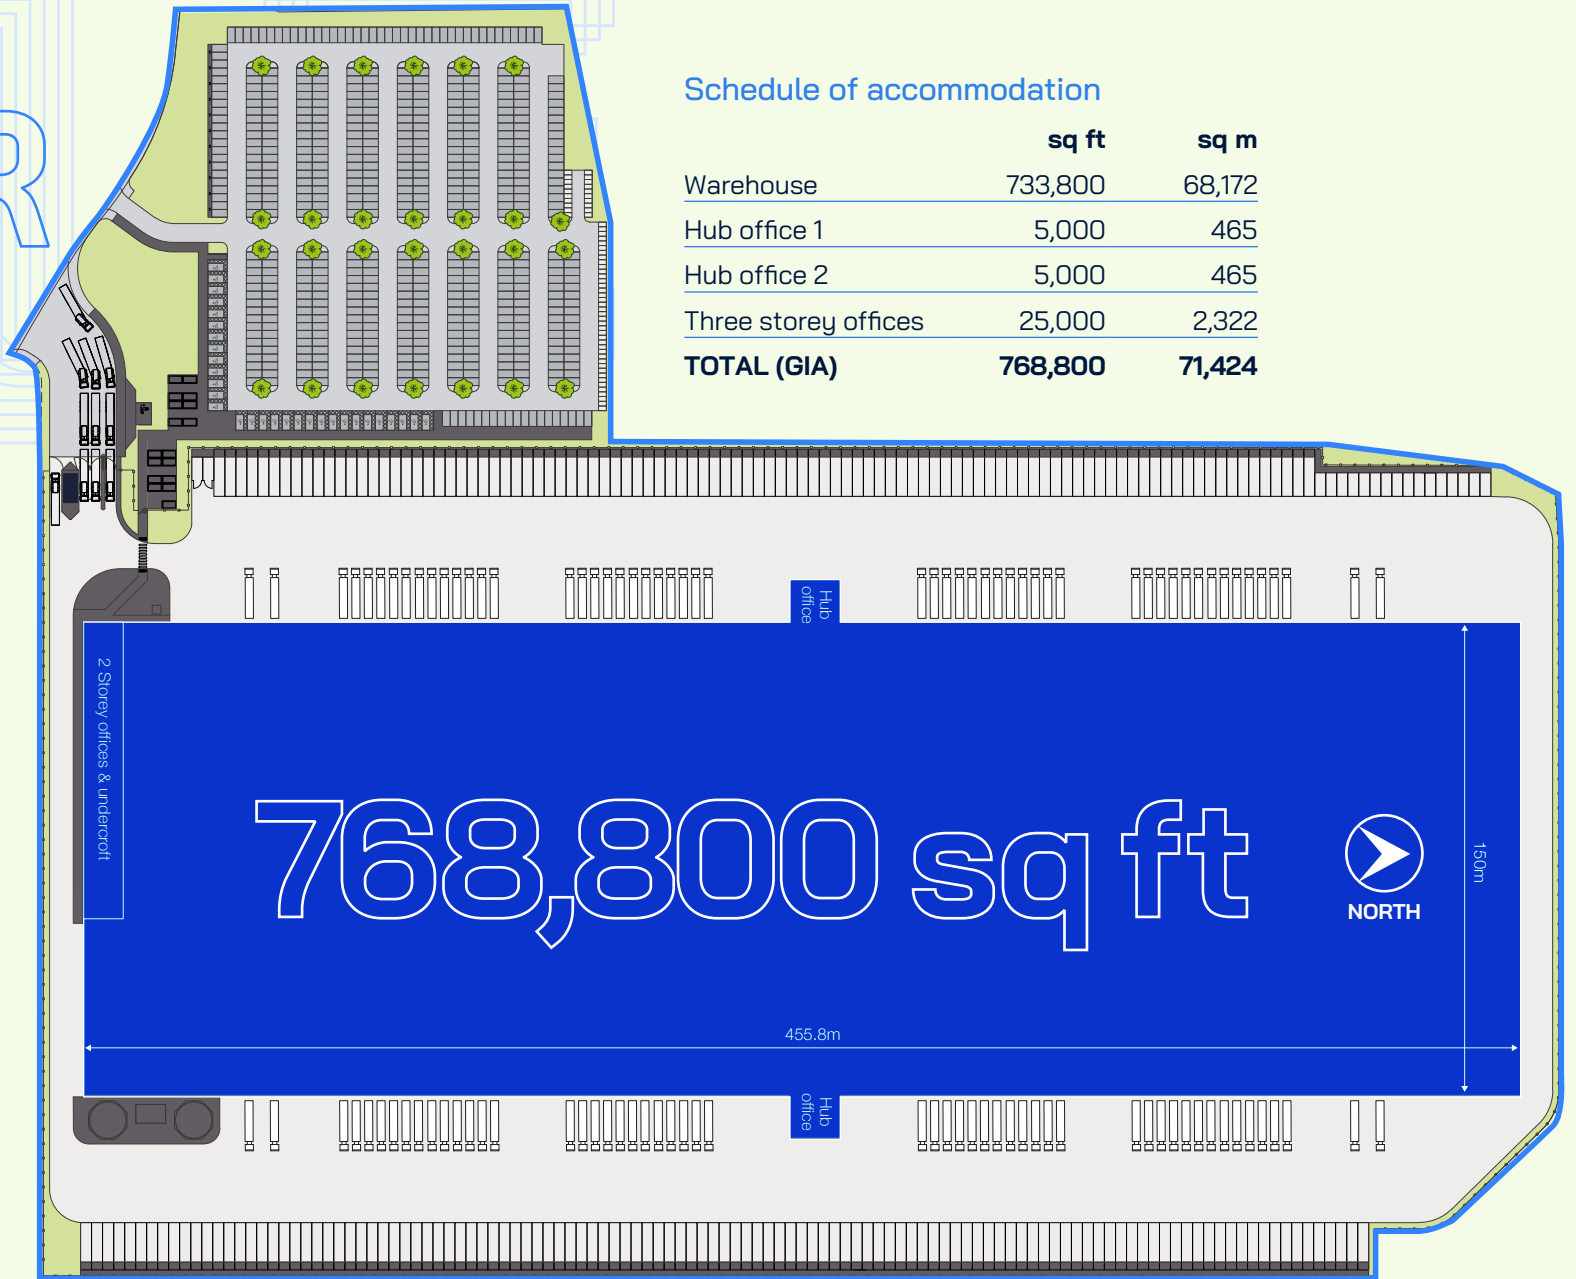 R
Schedule of accommodation
sq ft sq m
Warehouse 733,800 68,172
Hub office 1 5,000 465
Hub office 2 5,000 465
Three storey offices 25,000 2,322
TOTAL (GIA) 768,800 71,424
Hub
office
2 Storey offices & undercroft
768,800 sq ft
NORTH
150m
455.8m
Hub
office